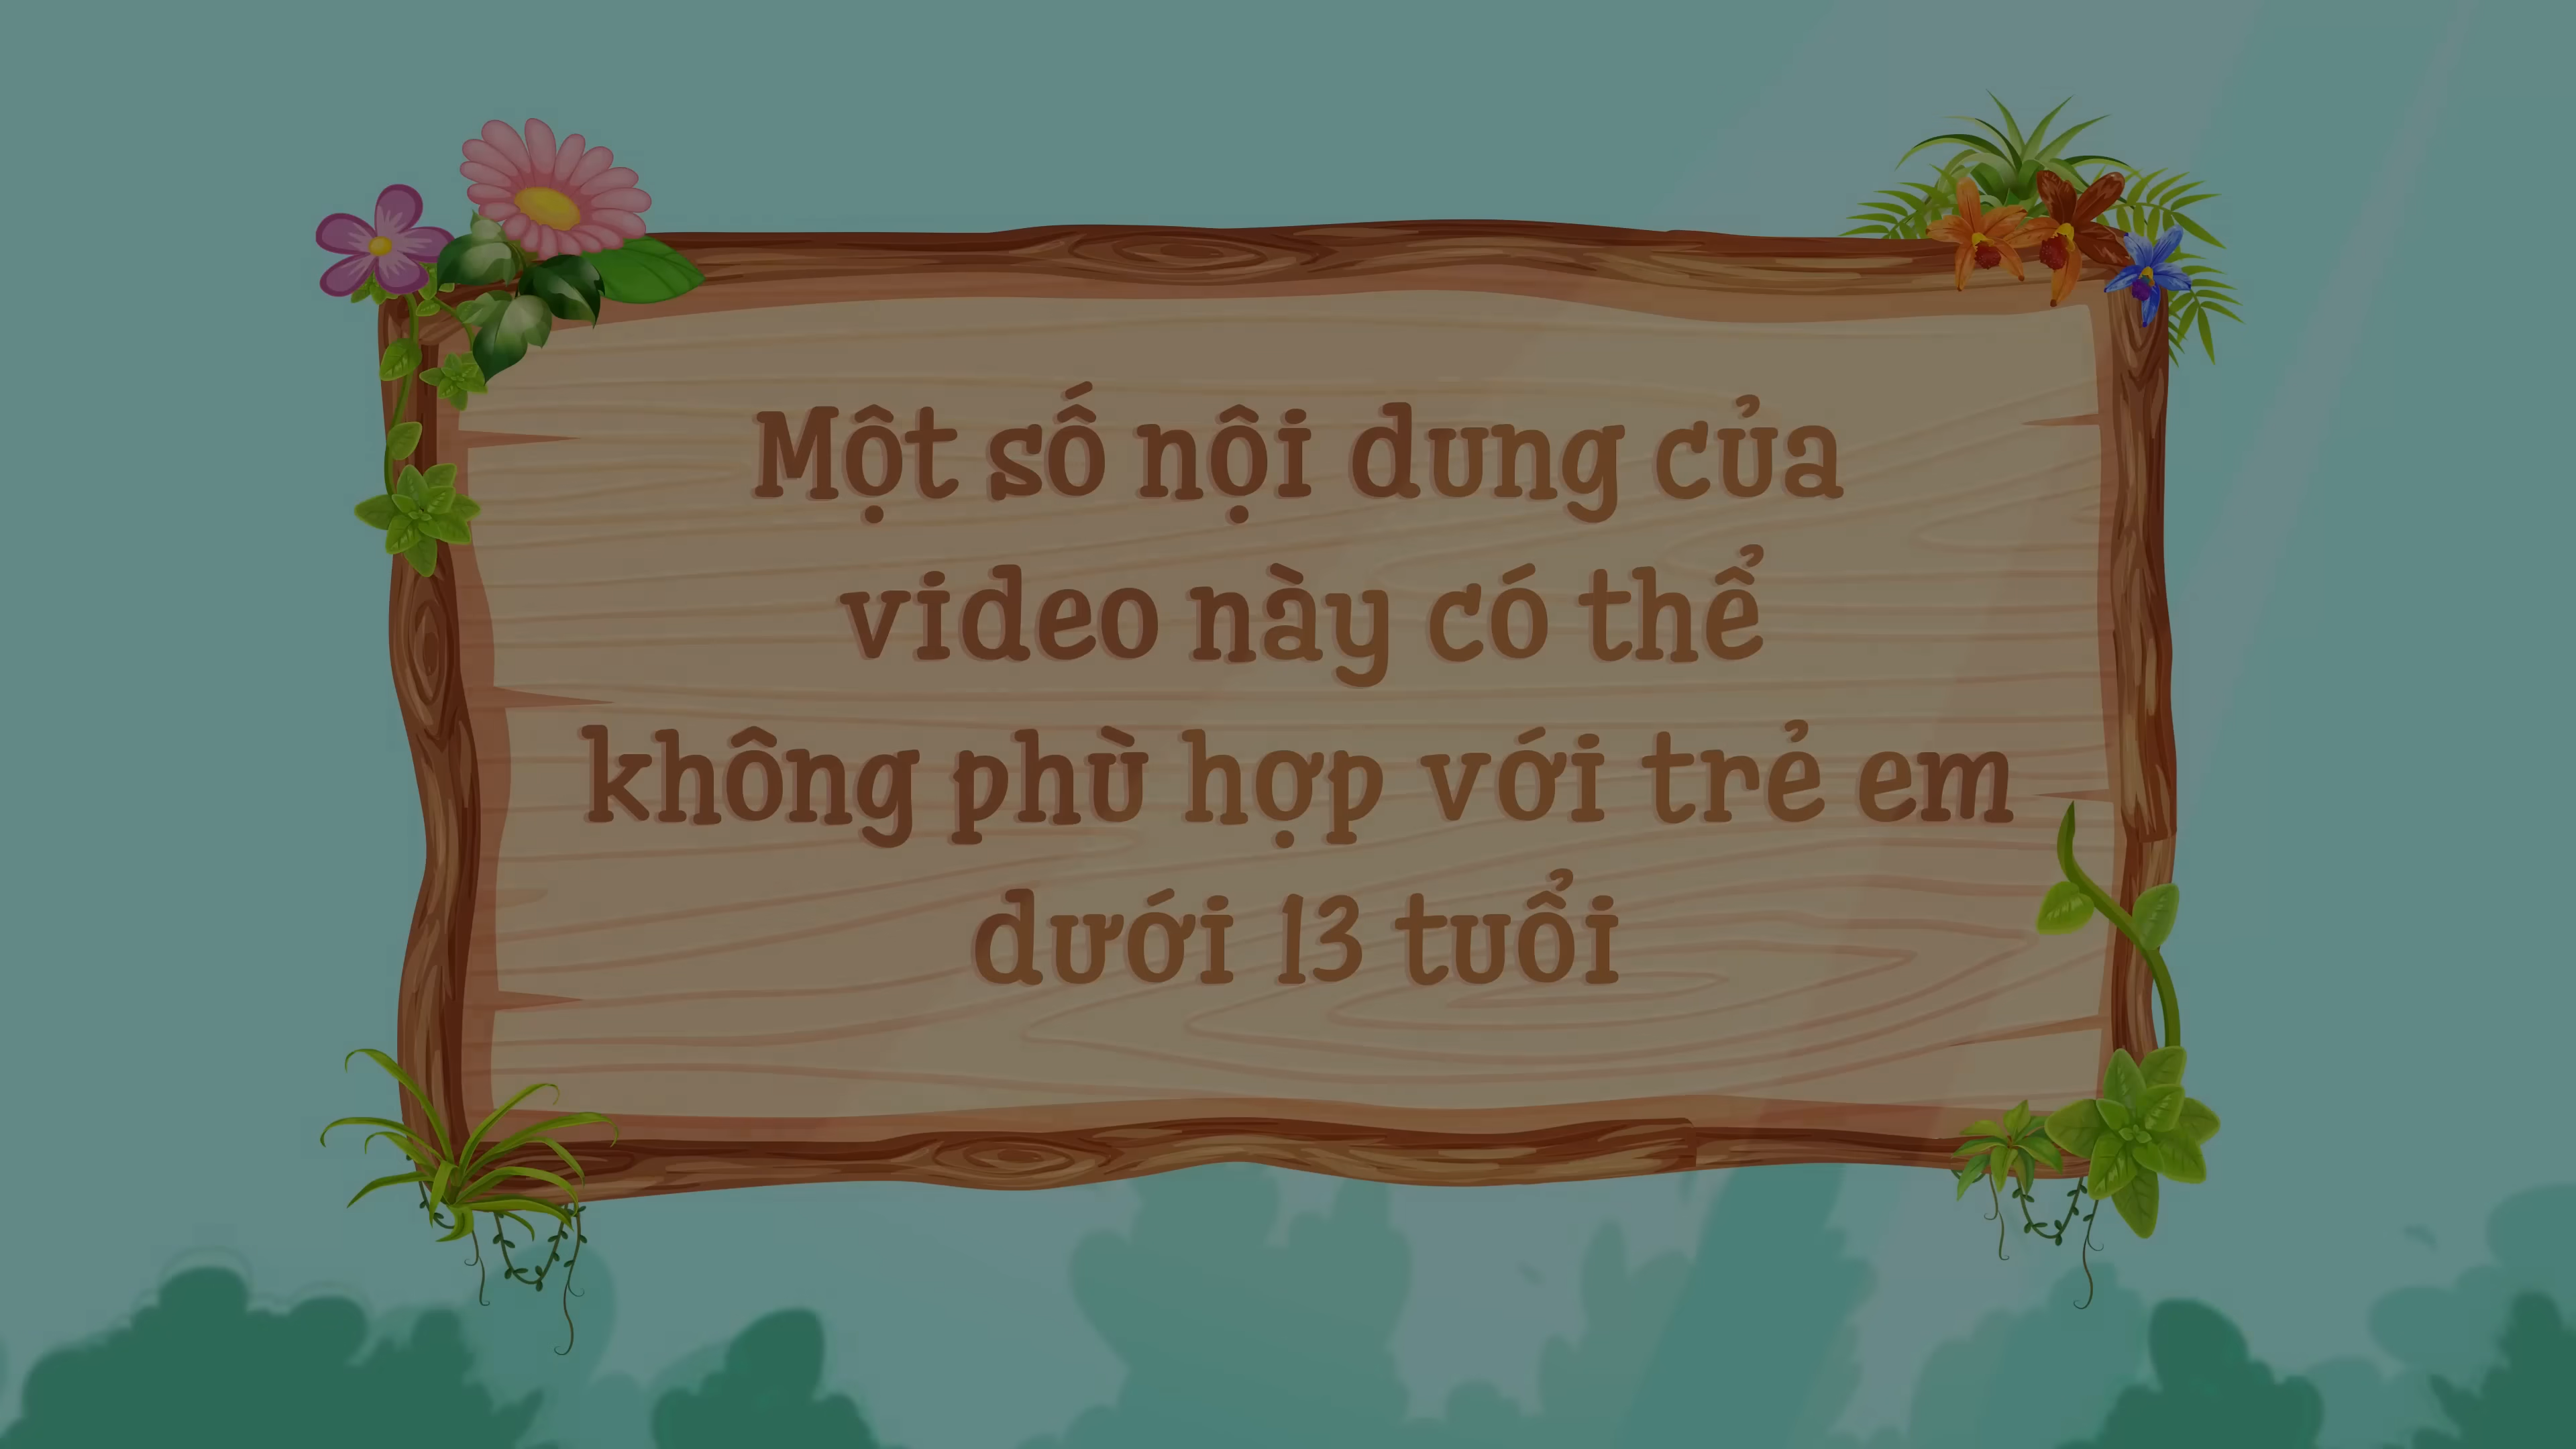 Một số nội dung của
video này có thể
không phù hợp với trẻ em
dưới 13 tuổi